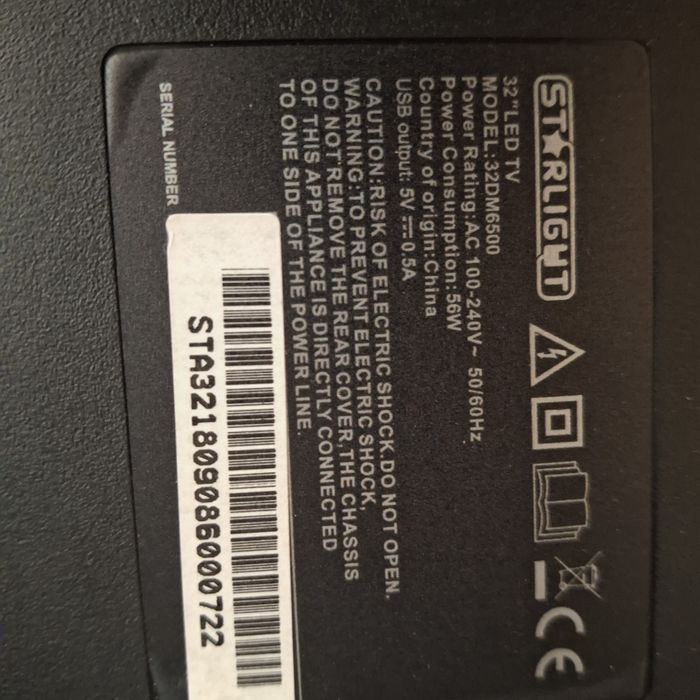 STARLIGHT
32"LED TV
MODEL:32DM6500
Power Rating:AC 100-240V~ 50/60Hz
Power Consumption:56W
Country of origin:China
USB output: 5V⎓0.5A
CAUTION:RISK OF ELECTRIC SHOCK.DO NOT OPEN.
WARNING:TO PREVENT ELECTRIC SHOCK,
DO NOT REMOVE THE REAR COVER,THE CHASSIS
OF THIS APPLIANCE IS DIRECTLY CONNECTED
TO ONE SIDE OF THE POWER LINE.
SERIAL NUMBER
STA321809086000722
CE